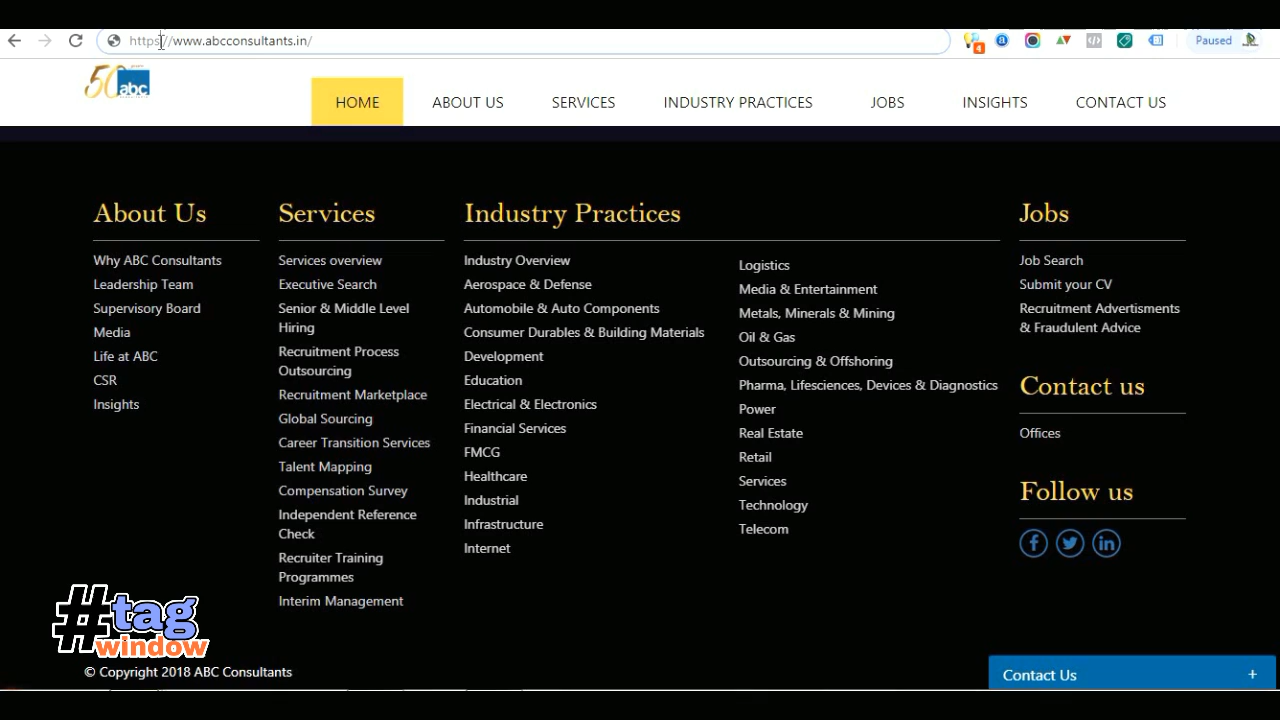 https://www.abcconsultants.in/
4
Paused
50
abc
HOME
ABOUT US
SERVICES
INDUSTRY PRACTICES
JOBS
INSIGHTS
CONTACT US
About Us
Why ABC Consultants
Leadership Team
Supervisory Board
Media
Life at ABC
CSR
Insights
Services
Services overview
Executive Search
Senior & Middle Level
Hiring
Recruitment Process
Outsourcing
Recruitment Marketplace
Global Sourcing
Career Transition Services
Talent Mapping
Compensation Survey
Independent Reference
Check
Recruiter Training
Programmes
Interim Management
Industry Practices
Industry Overview
Aerospace & Defense
Automobile & Auto Components
Consumer Durables & Building Materials
Development
Education
Electrical & Electronics
Financial Services
FMCG
Healthcare
Industrial
Infrastructure
Internet
Logistics
Media & Entertainment
Metals, Minerals & Mining
Oil & Gas
Outsourcing & Offshoring
Pharma, Lifesciences, Devices & Diagnostics
Power
Real Estate
Retail
Services
Technology
Telecom
Jobs
Job Search
Submit your CV
Recruitment Advertisments
& Fraudulent Advice
Contact us
Offices
Follow us
#tag
window
© Copyright 2018 ABC Consultants
Contact Us +